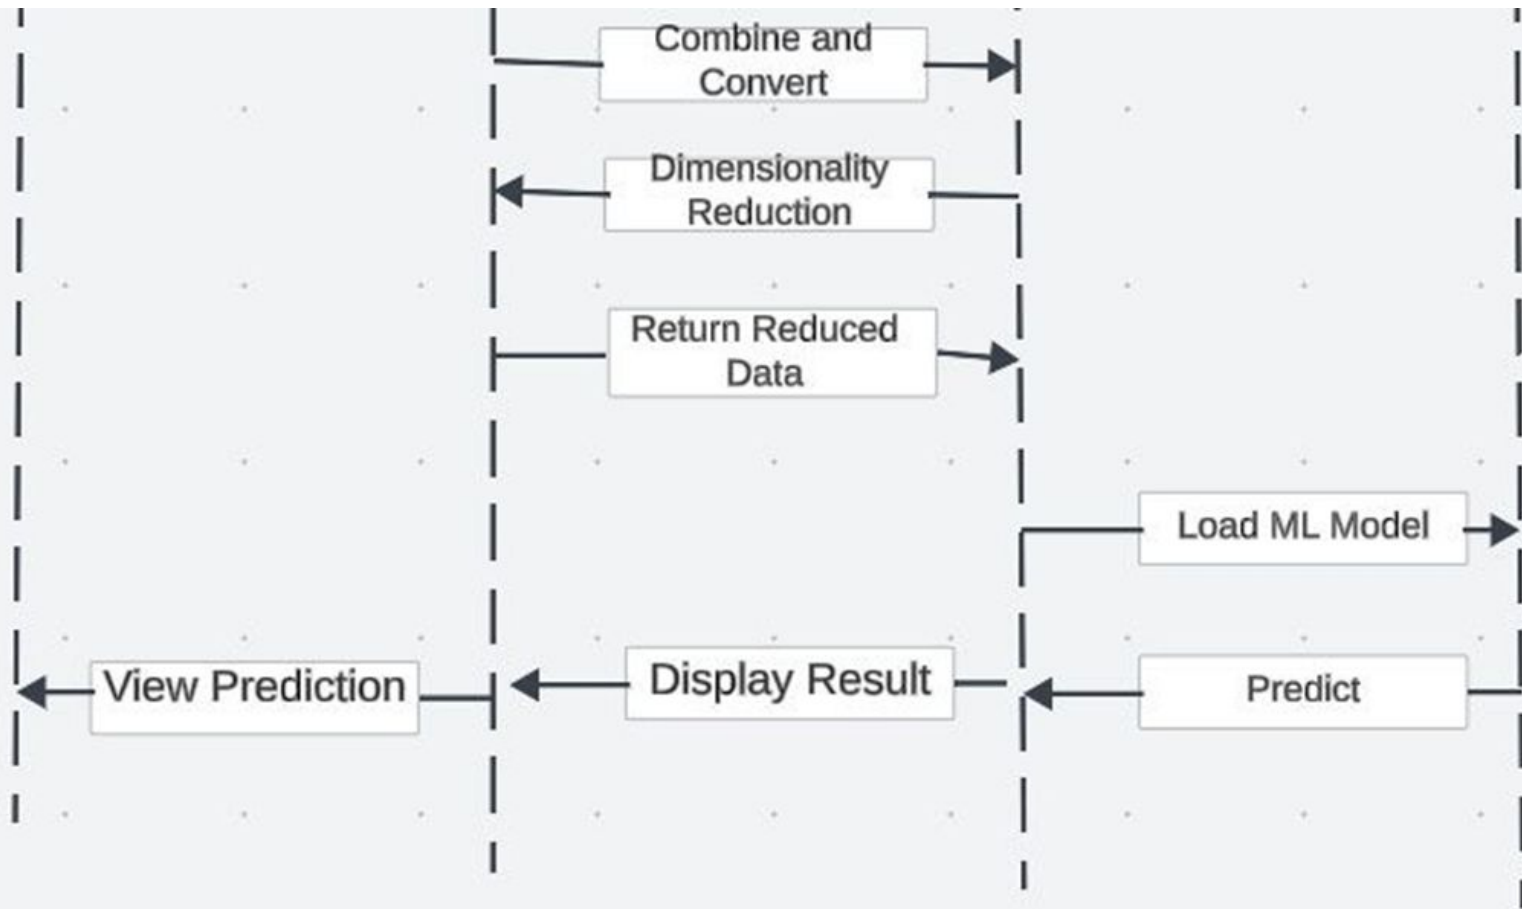 Combine and
Convert
Dimensionality
Reduction
Return Reduced
Data
Load ML Model
View Prediction
Display Result
Predict